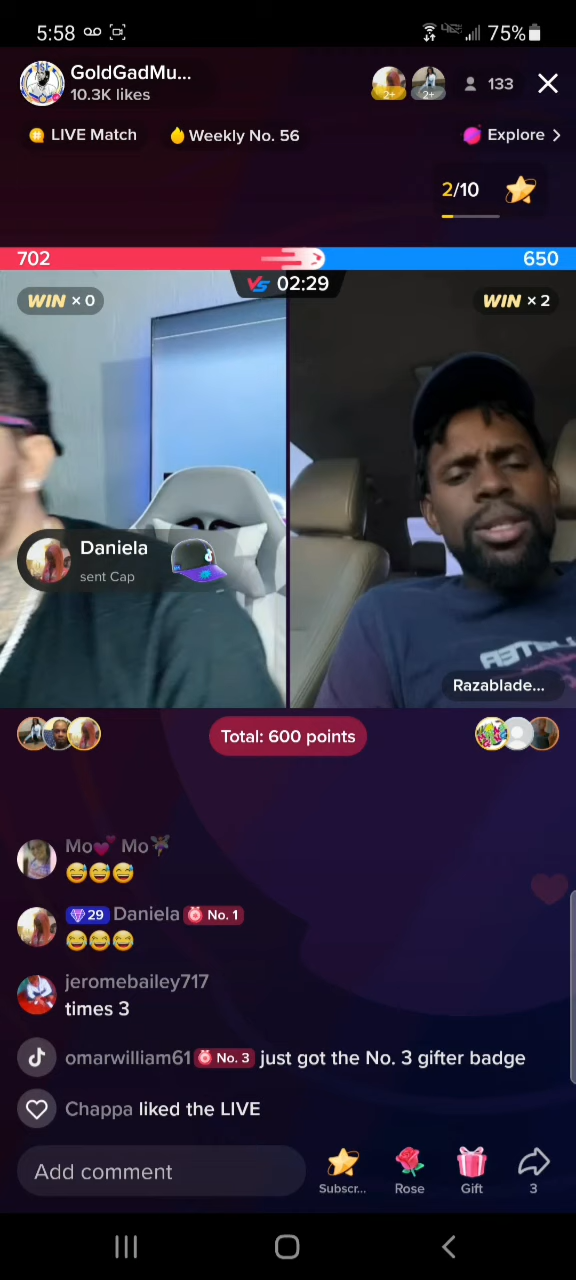 5:58
75%
GoldGadMu...
10.3K likes
2+
2+
133
LIVE Match
Weekly No. 56
Explore >
2/10
702
650
VS 02:29
WIN × 0
WIN × 2
Daniela
sent Cap
Razablade...
Total: 600 points
Mo💕 Mo🧚
😅😅😅
29 Daniela No. 1
😂😂😂
jeromebailey717
times 3
omarwilliam61 No. 3 just got the No. 3 gifter badge
Chappa liked the LIVE
Add comment
Subscr...
Rose
Gift
3